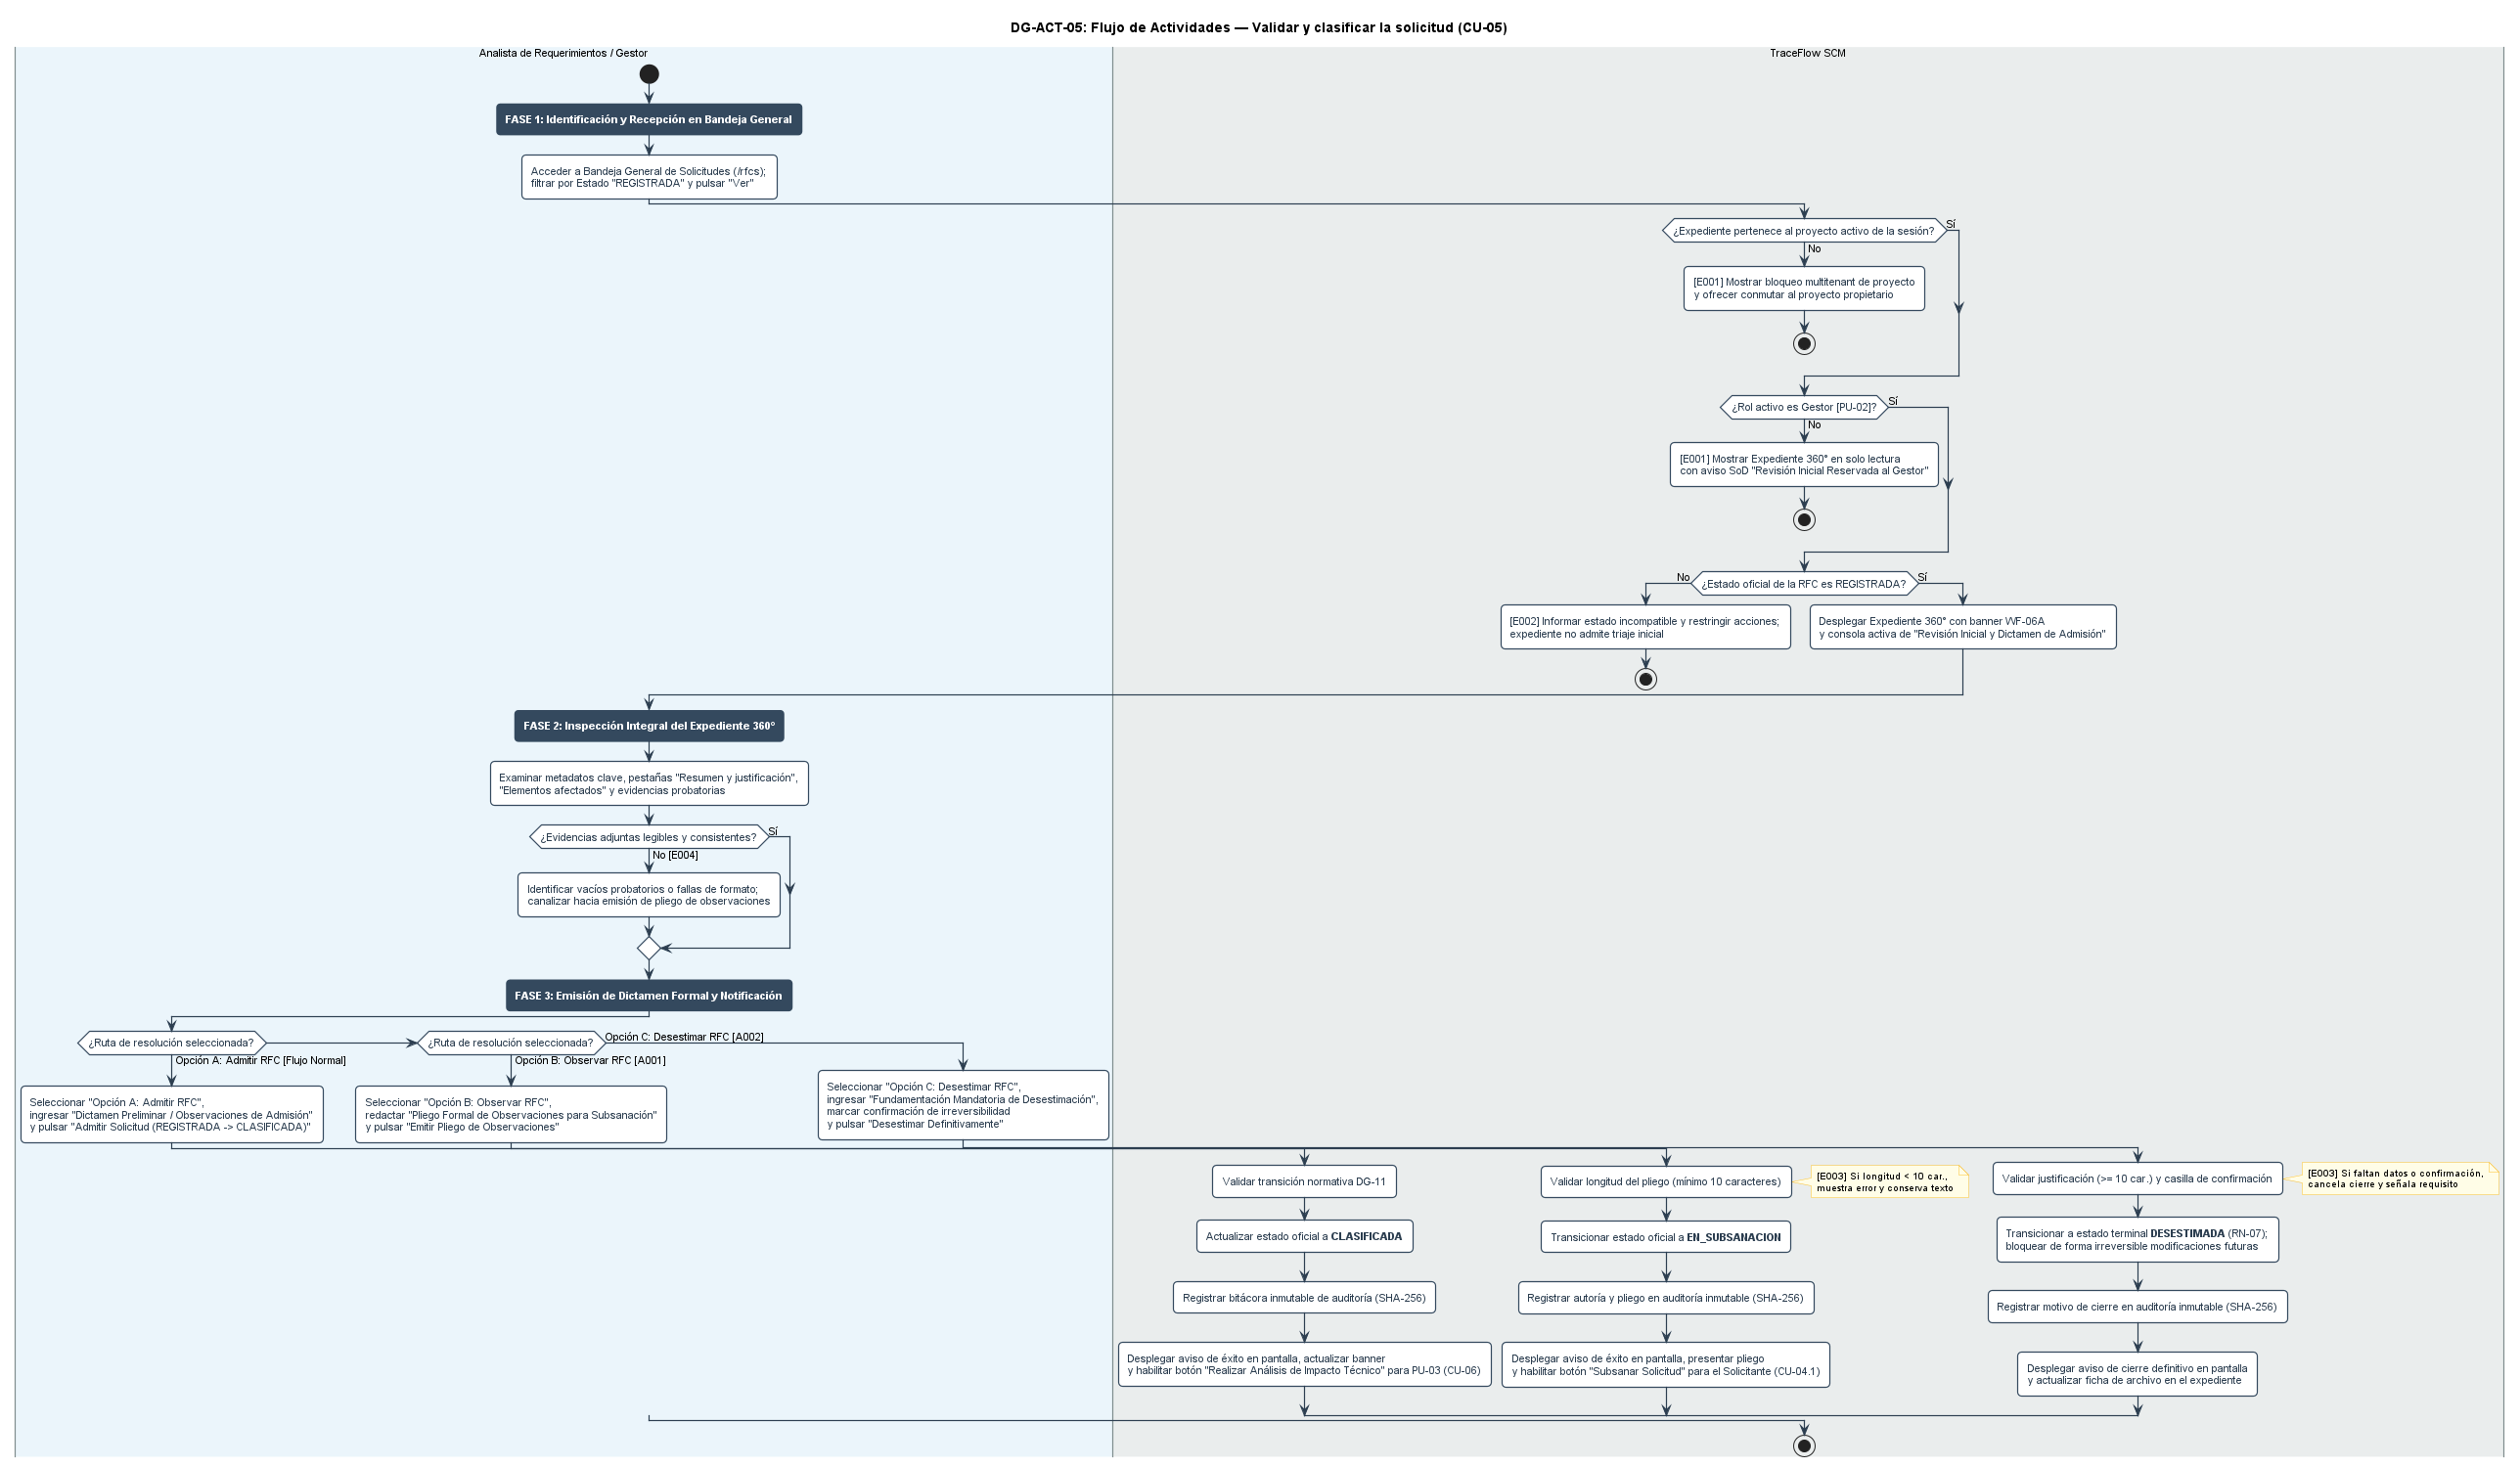 DG-ACT-05: Flujo de Actividades — Validar y clasificar la solicitud (CU-05)
Analista de Requerimientos / Gestor
TraceFlow SCM
FASE 1: Identificación y Recepción en Bandeja General
Acceder a Bandeja General de Solicitudes (/rfcs);
filtrar por Estado "REGISTRADA" y pulsar "Ver"
¿Expediente pertenece al proyecto activo de la sesión?
Sí
No
[E001] Mostrar bloqueo multitenant de proyecto
y ofrecer conmutar al proyecto propietario
¿Rol activo es Gestor [PU-02]?
Sí
No
[E001] Mostrar Expediente 360° en solo lectura
con aviso SoD "Revisión Inicial Reservada al Gestor"
No
¿Estado oficial de la RFC es REGISTRADA?
Sí
[E002] Informar estado incompatible y restringir acciones;
expediente no admite triaje inicial
Desplegar Expediente 360° con banner WF-06A
y consola activa de "Revisión Inicial y Dictamen de Admisión"
FASE 2: Inspección Integral del Expediente 360°
Examinar metadatos clave, pestañas "Resumen y justificación",
"Elementos afectados" y evidencias probatorias
¿Evidencias adjuntas legibles y consistentes?
Sí
No [E004]
Identificar vacíos probatorios o fallas de formato;
canalizar hacia emisión de pliego de observaciones
FASE 3: Emisión de Dictamen Formal y Notificación
¿Ruta de resolución seleccionada?
¿Ruta de resolución seleccionada?
Opción C: Desestimar RFC [A002]
Opción A: Admitir RFC [Flujo Normal]
Opción B: Observar RFC [A001]
Seleccionar "Opción A: Admitir RFC",
ingresar "Dictamen Preliminar / Observaciones de Admisión"
y pulsar "Admitir Solicitud (REGISTRADA -> CLASIFICADA)"
Seleccionar "Opción B: Observar RFC",
redactar "Pliego Formal de Observaciones para Subsanación"
y pulsar "Emitir Pliego de Observaciones"
Seleccionar "Opción C: Desestimar RFC",
ingresar "Fundamentación Mandatoria de Desestimación",
marcar confirmación de irreversibilidad
y pulsar "Desestimar Definitivamente"
Validar transición normativa DG-11
Validar longitud del pliego (mínimo 10 caracteres)
[E003] Si longitud < 10 car.,
muestra error y conserva texto
Validar justificación (>= 10 car.) y casilla de confirmación
[E003] Si faltan datos o confirmación,
cancela cierre y señala requisito
Actualizar estado oficial a CLASIFICADA
Transicionar estado oficial a EN_SUBSANACION
Transicionar a estado terminal DESESTIMADA (RN-07);
bloquear de forma irreversible modificaciones futuras
Registrar bitácora inmutable de auditoría (SHA-256)
Registrar autoría y pliego en auditoría inmutable (SHA-256)
Registrar motivo de cierre en auditoría inmutable (SHA-256)
Desplegar aviso de éxito en pantalla, actualizar banner
y habilitar botón "Realizar Análisis de Impacto Técnico" para PU-03 (CU-06)
Desplegar aviso de éxito en pantalla, presentar pliego
y habilitar botón "Subsanar Solicitud" para el Solicitante (CU-04.1)
Desplegar aviso de cierre definitivo en pantalla
y actualizar ficha de archivo en el expediente